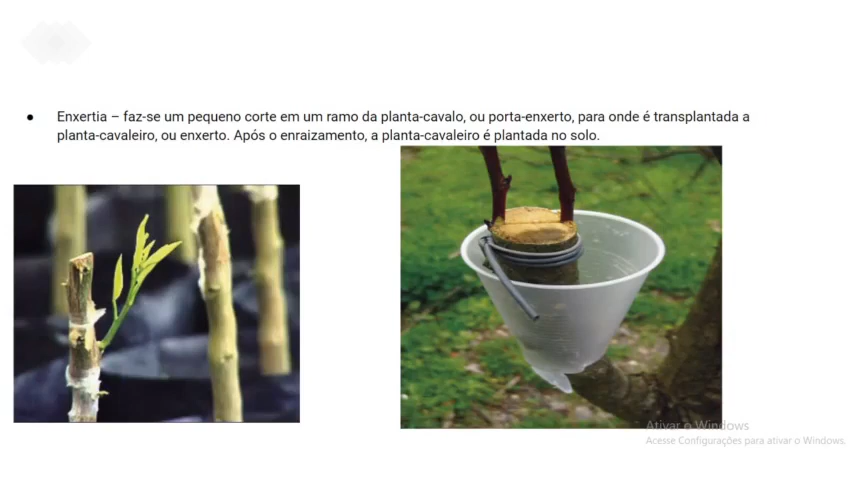 ● Enxertia – faz-se um pequeno corte em um ramo da planta-cavalo, ou porta-enxerto, para onde é transplantada a
planta-cavaleiro, ou enxerto. Após o enraizamento, a planta-cavaleiro é plantada no solo.
Ativar o Windows
Acesse Configurações para ativar o Windows.